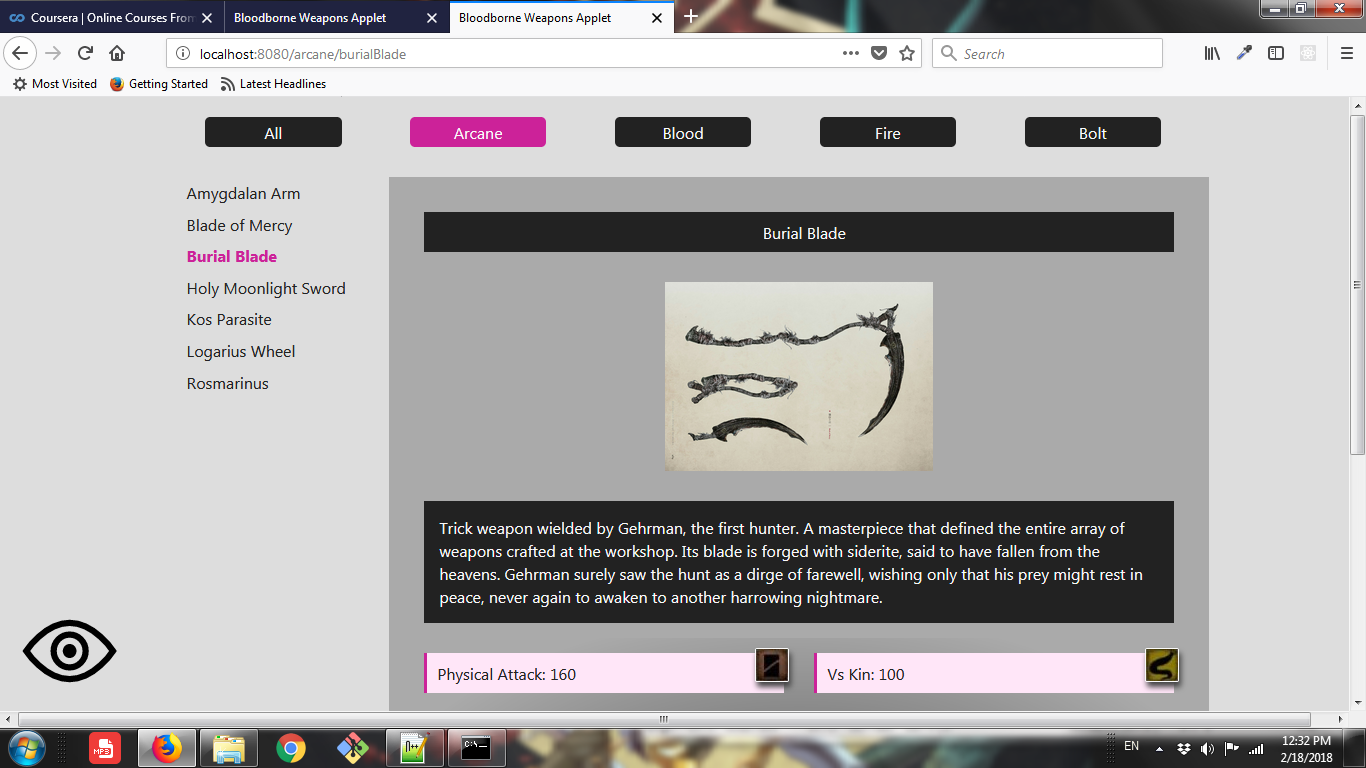 Coursera | Online Courses From
Bloodborne Weapons Applet
Bloodborne Weapons Applet
localhost:8080/arcane/burialBlade
Search
Most Visited
Getting Started
Latest Headlines
All
Arcane
Blood
Fire
Bolt
Amygdalan Arm
Blade of Mercy
Burial Blade
Holy Moonlight Sword
Kos Parasite
Logarius Wheel
Rosmarinus
Burial Blade
Trick weapon wielded by Gehrman, the first hunter. A masterpiece that defined the entire array of
weapons crafted at the workshop. Its blade is forged with siderite, said to have fallen from the
heavens. Gehrman surely saw the hunt as a dirge of farewell, wishing only that his prey might rest in
peace, never again to awaken to another harrowing nightmare.
Physical Attack: 160
Vs Kin: 100
MP3
N++
C:\.
EN
12:32 PM
2/18/2018